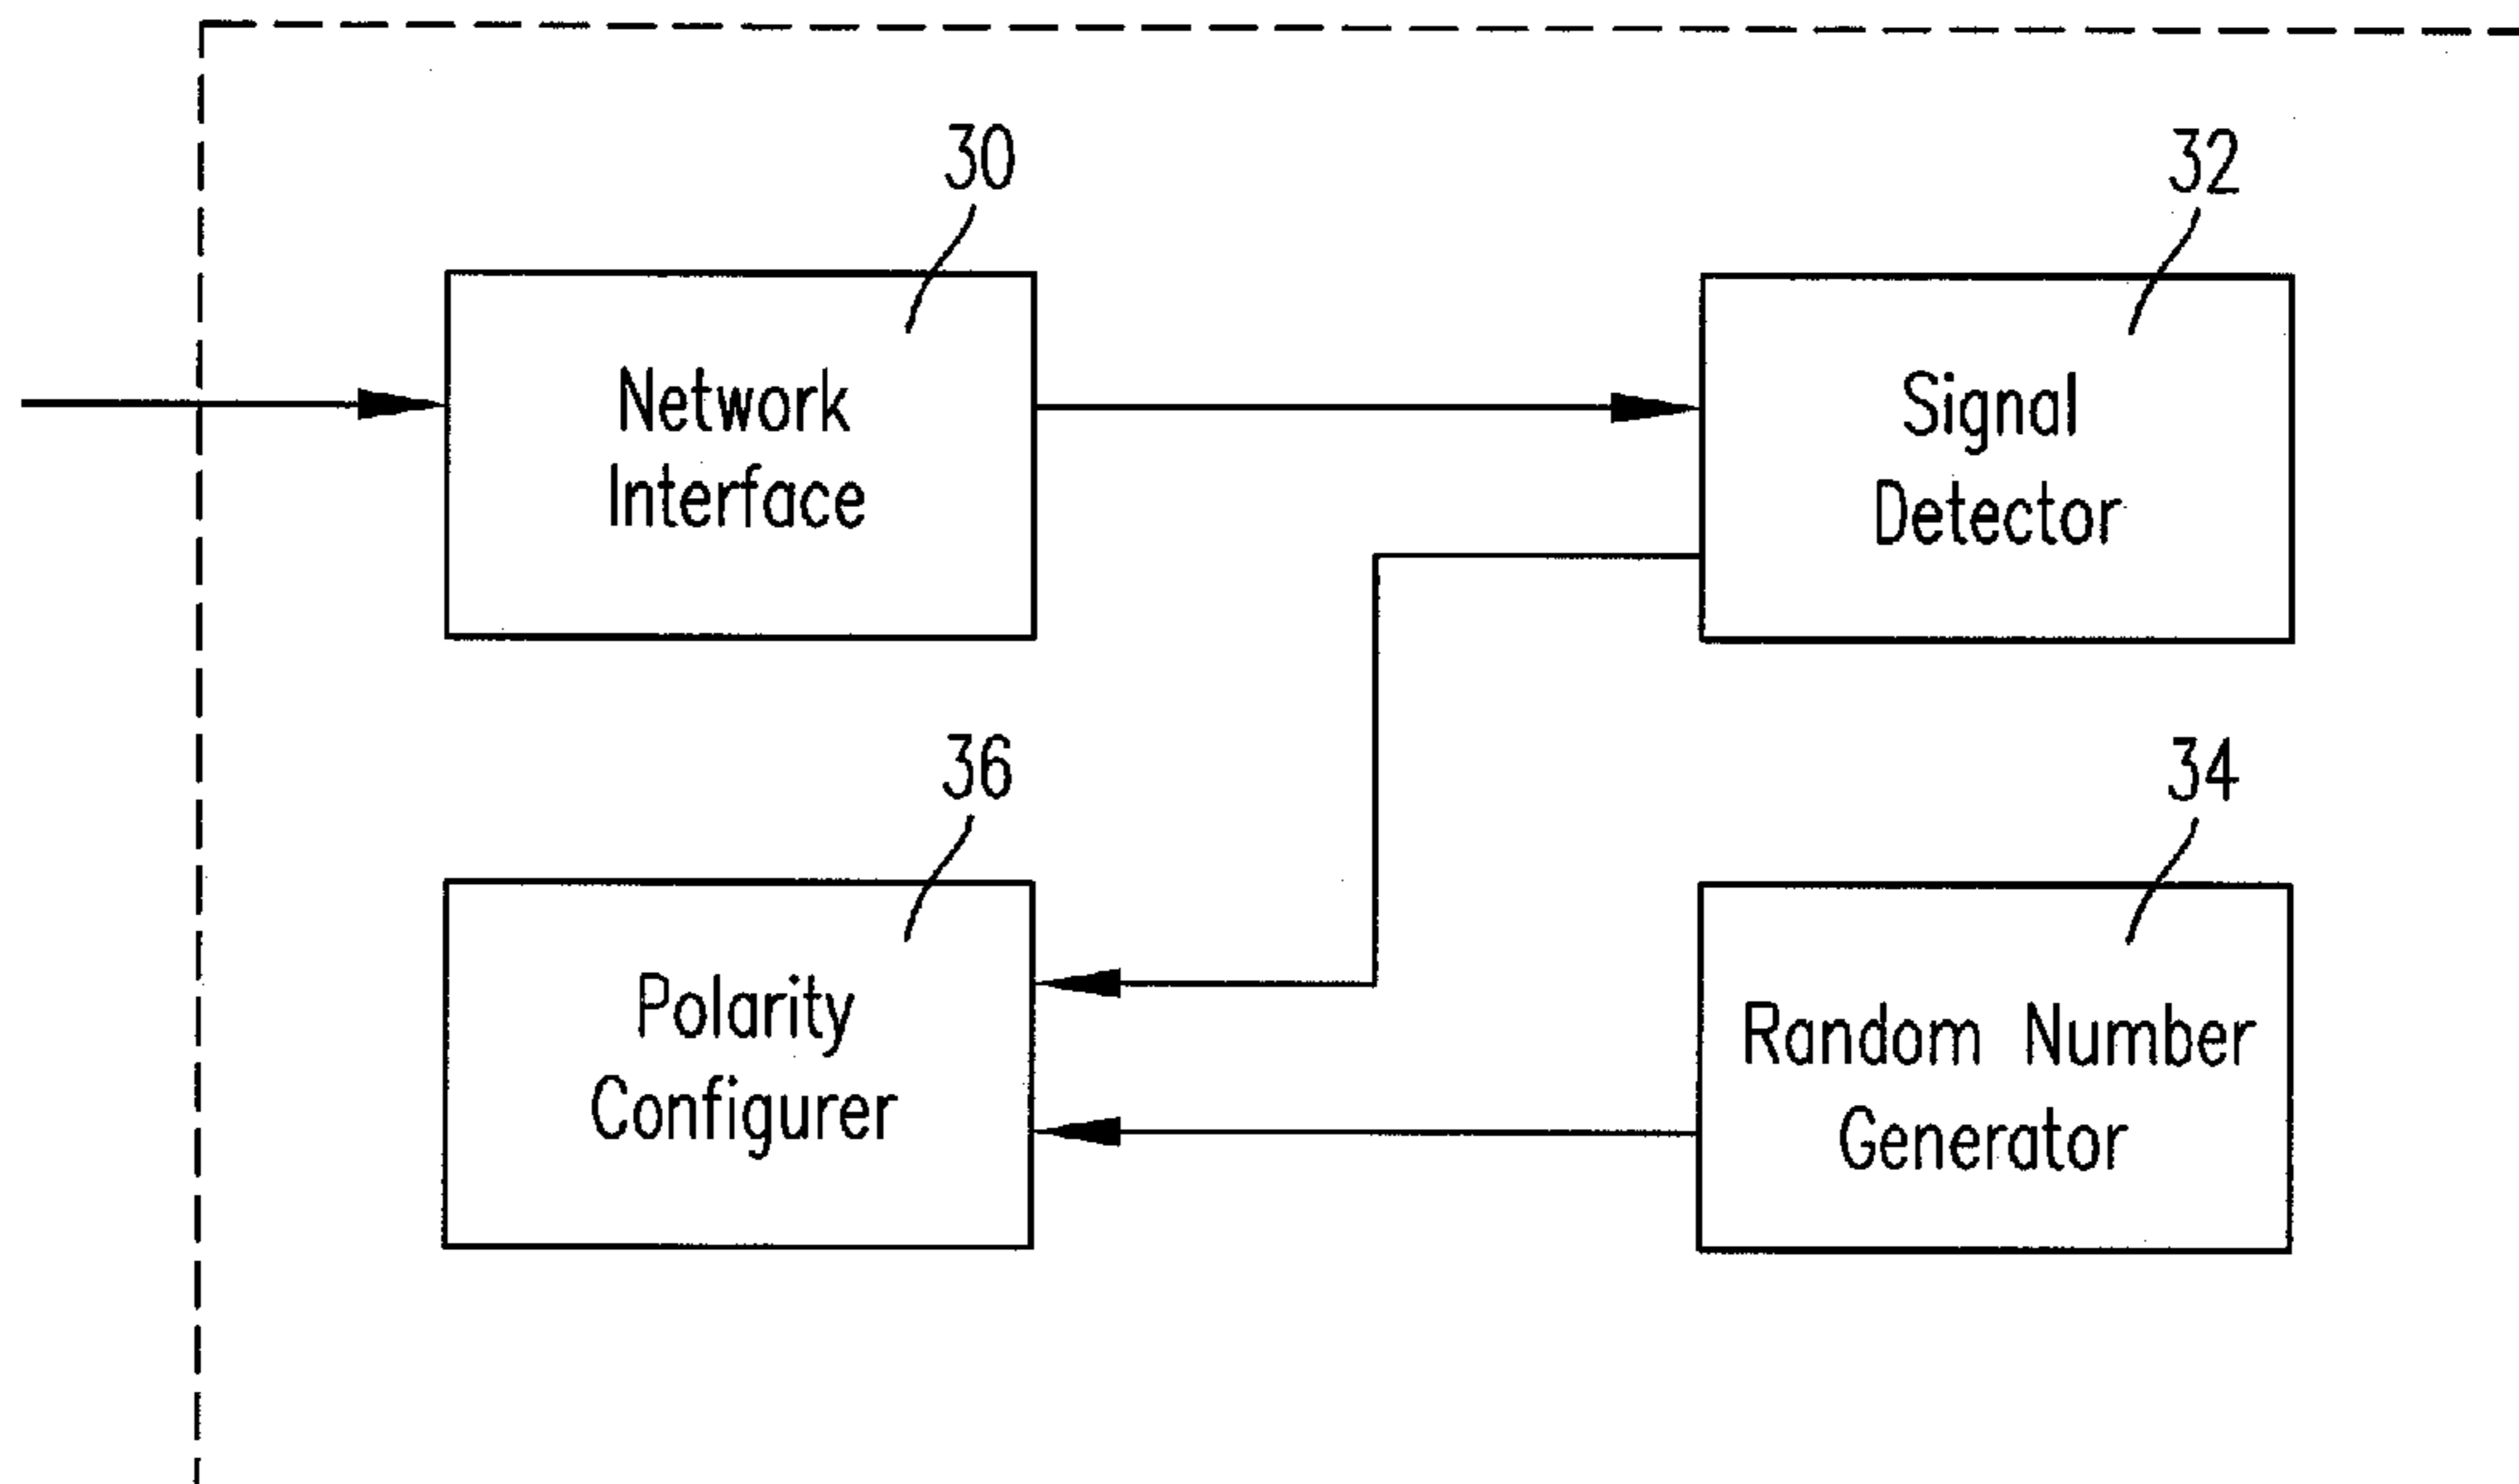 30
32
Network
Interface
Signal
Detector
36
34
Polarity
Configurer
Random Number
Generator